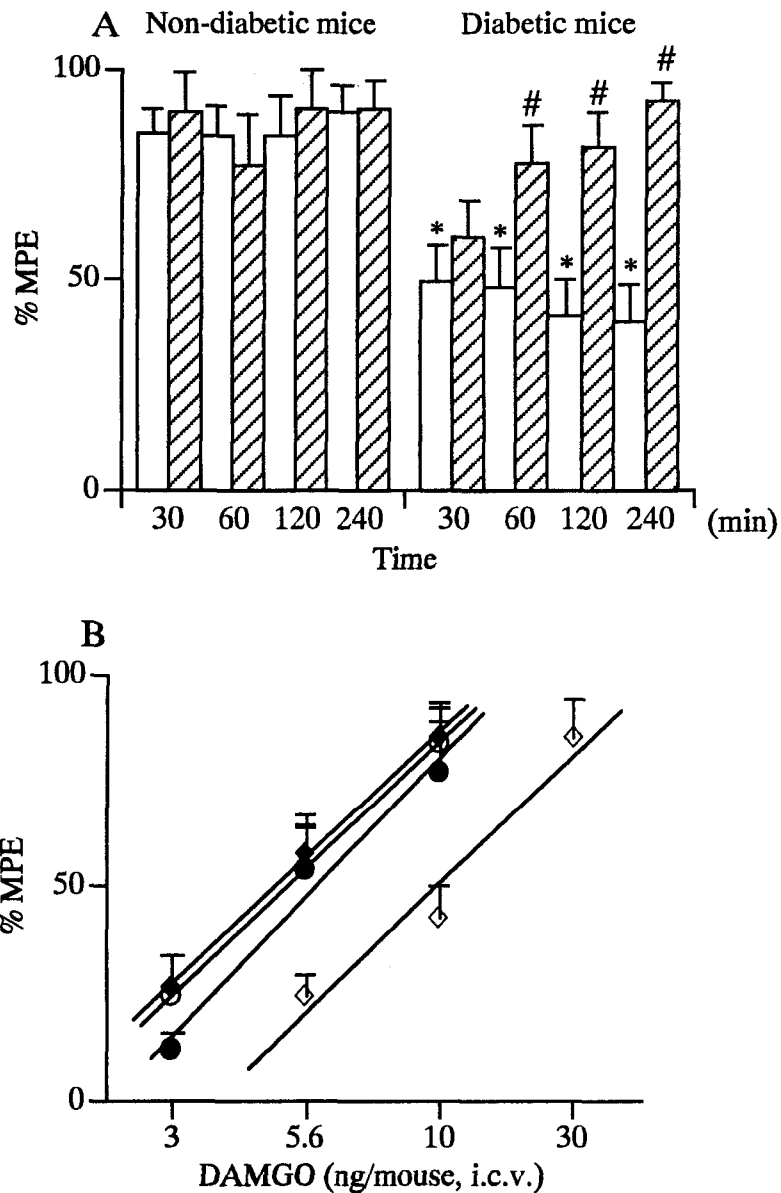 A Non-diabetic mice Diabetic mice
100
50
0
% MPE
* * * *
# # #
30 60 120 240 30 60 120 240 (min)
Time
B
100
50
0
% MPE
3 5.6 10 30
DAMGO (ng/mouse, i.c.v.)